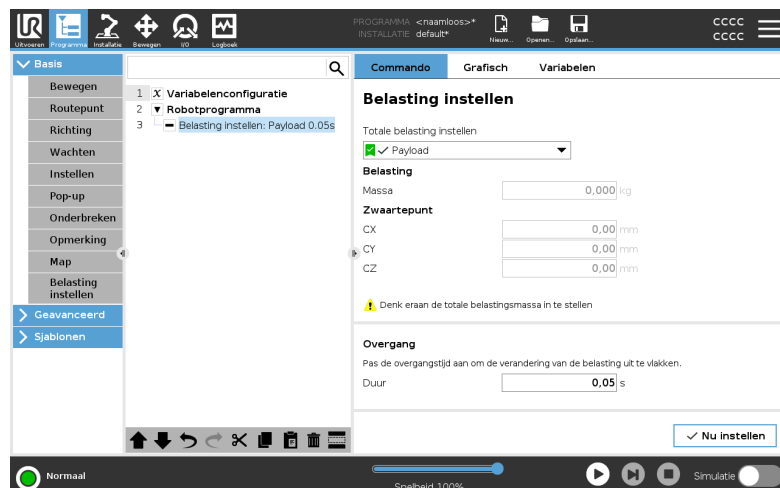 UR
PROGRAMMA <naamloos>*
INSTALLATIE default*
CCCC
CCCC
Uitvoeren Programma Installatie Bewegen I/O Logboek
Nieuw... Openen... Opslaan...
Basis
Bewegen
Routepunt
Richting
Wachten
Instellen
Pop-up
Onderbreken
Opmerking
Map
Belasting
instellen
Geavanceerd
Sjablonen
1 X Variabelenconfiguratie
2 Robotprogramma
3 Belasting instellen: Payload 0.05s
Commando Grafisch Variabelen
Belasting instellen
Totale belasting instellen
Payload
Belasting
Massa 0,000 kg
Zwaartepunt
CX 0,00 mm
CY 0,00 mm
CZ 0,00 mm
Denk eraan de totale belastingsmassa in te stellen
Overgang
Pas de overgangstijd aan om de verandering van de belasting uit te vlakken.
Duur 0,05 s
Nu instellen
Normaal
Snelheid 100%
Simulatie